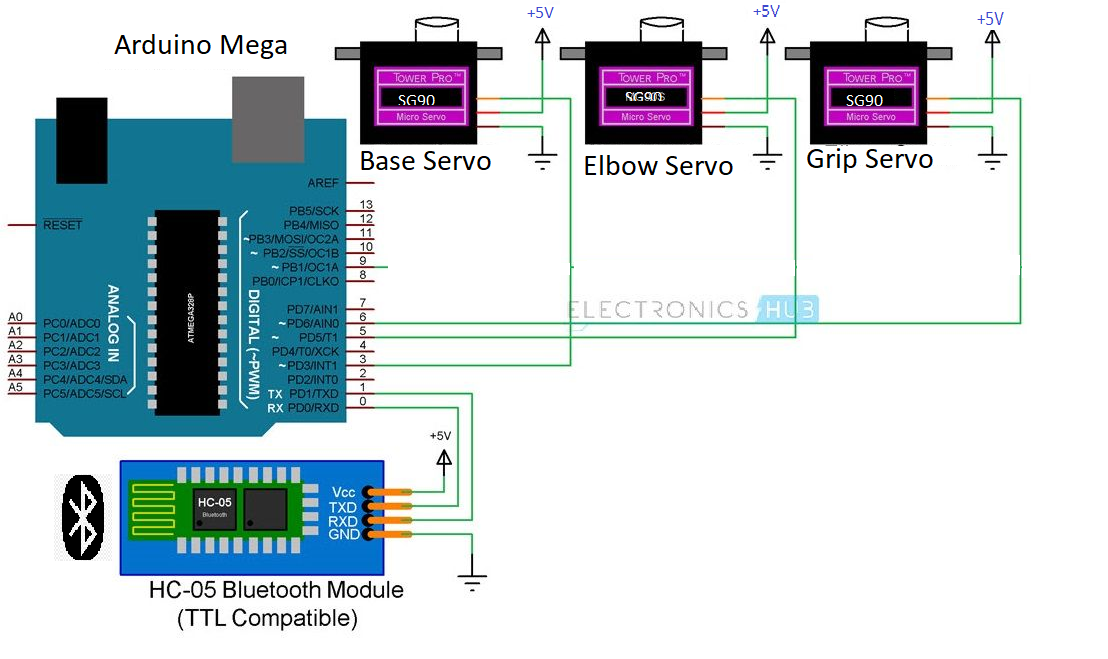 Arduino Mega
+5V
+5V
+5V
TOWER PRO™
SG90
Micro Servo
Base Servo
TOWER PRO™
SG90
Micro Servo
Elbow Servo
TOWER PRO™
SG90
Micro Servo
Grip Servo
RESET
AREF
PB5/SCK 13
PB4/MISO 12
~PB3/MOSI/OC2A 11
~ PB2/SS/OC1B 10
~ PB1/OC1A 9
PB0/ICP1/CLKO 8
PD7/AIN1 7
~ PD6/AIN0 6
~ PD5/T1 5
PD4/T0/XCK 4
~ PD3/INT1 3
PD2/INT0 2
TX PD1/TXD 1
RX PD0/RXD 0
A0 PC0/ADC0
A1 PC1/ADC1
A2 PC2/ADC2
A3 PC3/ADC3
A4 PC4/ADC4/SDA
A5 PC5/ADC5/SCL
ANALOG IN
ATMEGA328P
DIGITAL (~PWM)
ELECTRONICS HUB
+5V
HC-05
Bluetooth
Vcc
TXD
RXD
GND
HC-05 Bluetooth Module
(TTL Compatible)